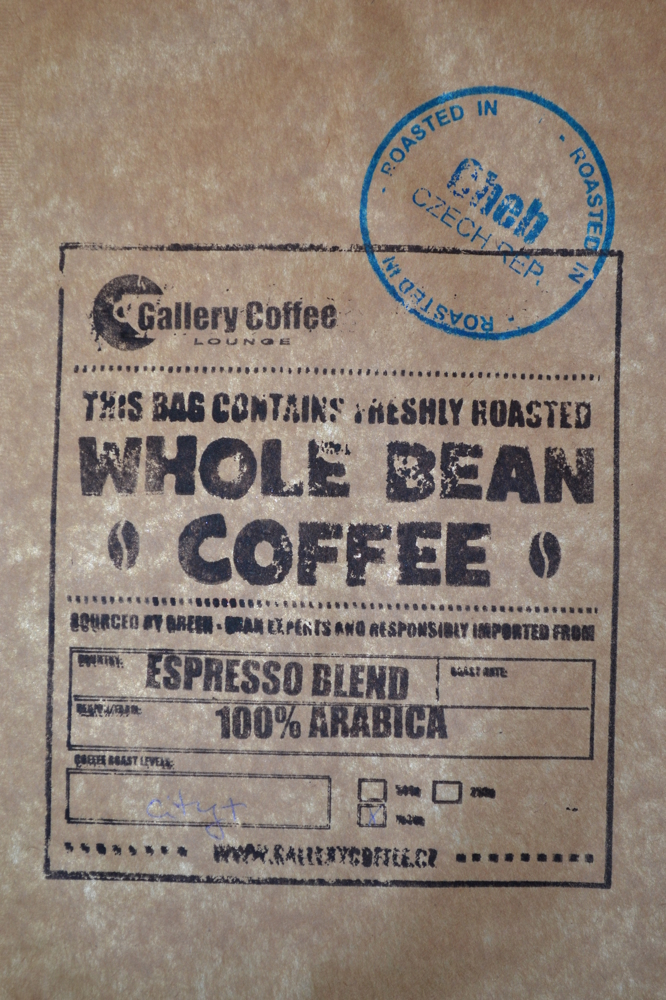 ROASTED IN - ROASTED IN - ROASTED IN -
Cheb
CZECH REP.
Gallery Coffee
LOUNGE
THIS BAG CONTAINS FRESHLY ROASTED
WHOLE BEAN
COFFEE
SOURCED BY GREEN - BEAN EXPERTS AND RESPONSIBLY IMPORTED FROM
COUNTRY: ESPRESSO BLEND ROAST DATE:
100% ARABICA
COFFEE ROAST LEVEL:
city+
WWW.GALLERYCOFFEE.CZ